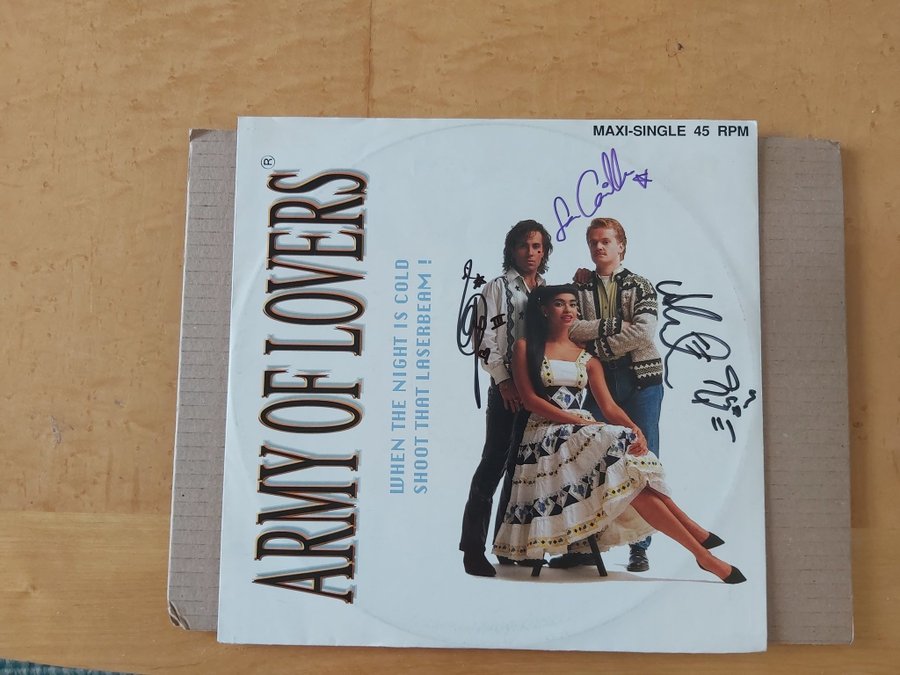 MAXI-SINGLE 45 RPM
ARMY OF LOVERS®
WHEN THE NIGHT IS COLD
SHOOT THAT LASERBEAM !